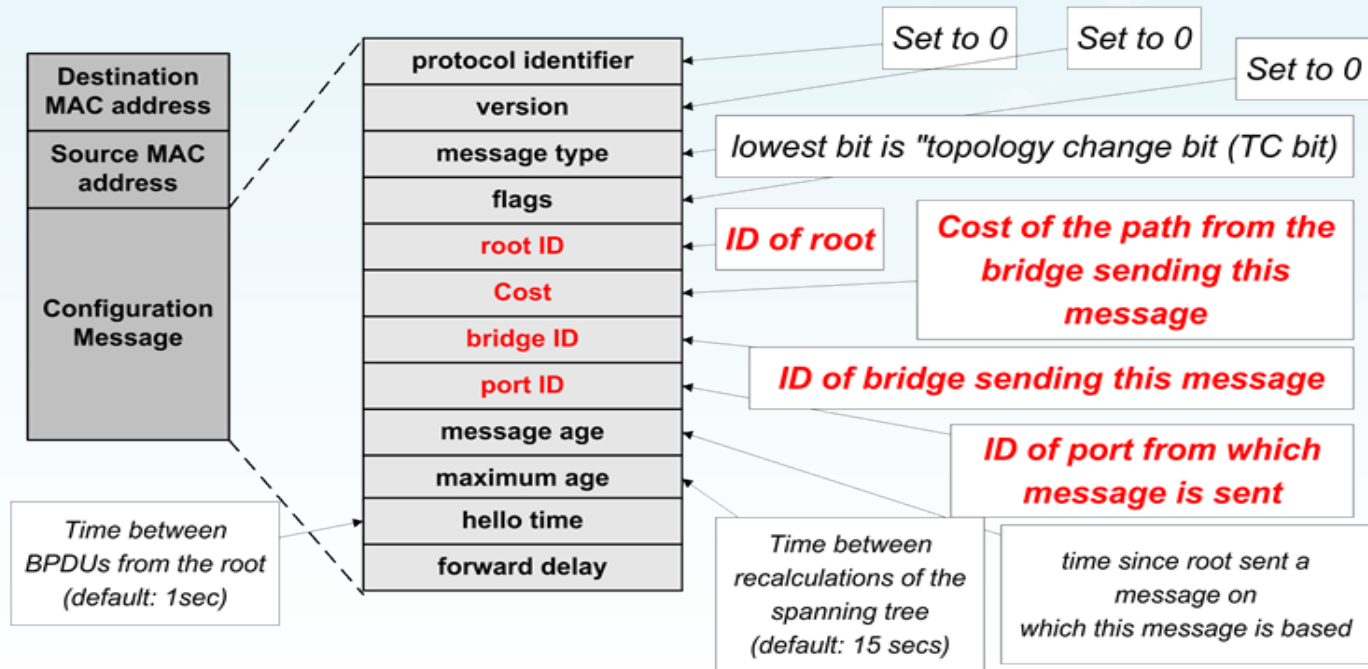 Destination
MAC address
Source MAC
address
Configuration
Message
protocol identifier
version
message type
flags
root ID
Cost
bridge ID
port ID
message age
maximum age
hello time
forward delay
Set to 0
Set to 0
Set to 0
lowest bit is "topology change bit (TC bit)
ID of root
Cost of the path from the
bridge sending this
message
ID of bridge sending this message
ID of port from which
message is sent
Time between
BPDUs from the root
(default: 1sec)
Time between
recalculations of the
spanning tree
(default: 15 secs)
time since root sent a
message on
which this message is based